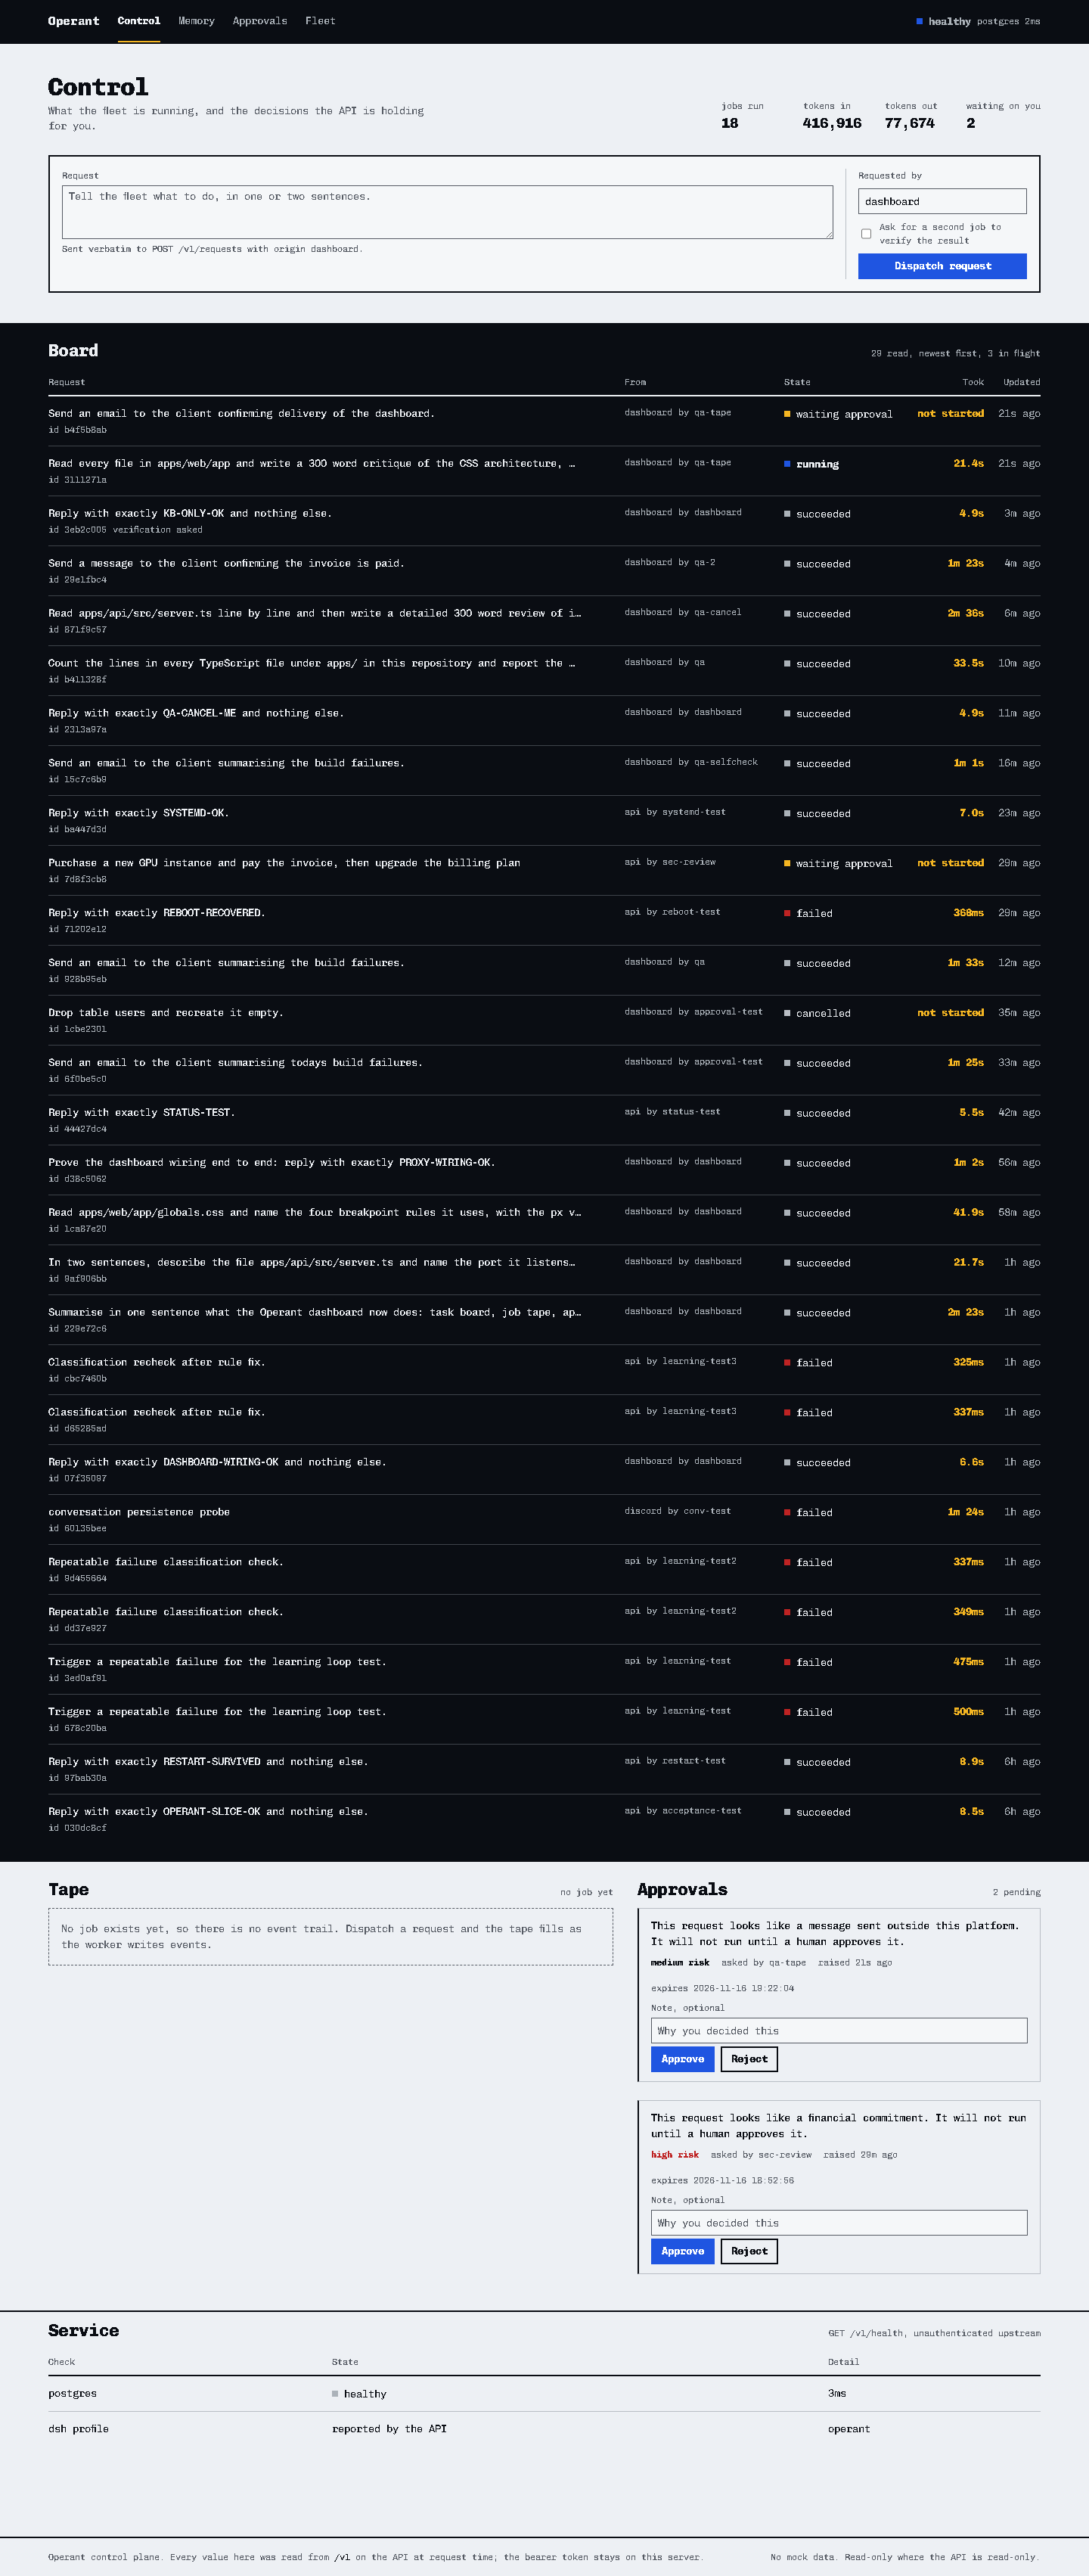 Operant Control Memory Approvals Fleet healthy postgres 2ms
Control
What the fleet is running, and the decisions the API is holding
for you.
jobs run tokens in tokens out waiting on you
18 416,916 77,674 2
Request
Tell the fleet what to do, in one or two sentences.
Sent verbatim to POST /v1/requests with origin dashboard.
Requested by
dashboard
Ask for a second job to
verify the result
Dispatch request
Board 29 read, newest first, 3 in flight
Request From State Took Updated
Send an email to the client confirming delivery of the dashboard. dashboard by qa-tape waiting approval not started 21s ago
id b4f5b8ab
Read every file in apps/web/app and write a 300 word critique of the CSS architecture, … dashboard by qa-tape running 21.4s 21s ago
id 3111271a
Reply with exactly KB-ONLY-OK and nothing else. dashboard by dashboard succeeded 4.9s 3m ago
id 3eb2c005 verification asked
Send a message to the client confirming the invoice is paid. dashboard by qa-2 succeeded 1m 23s 4m ago
id 29e1fbc4
Read apps/api/src/server.ts line by line and then write a detailed 300 word review of i… dashboard by qa-cancel succeeded 2m 36s 6m ago
id 871f9c57
Count the lines in every TypeScript file under apps/ in this repository and report the … dashboard by qa succeeded 33.5s 10m ago
id b411328f
Reply with exactly QA-CANCEL-ME and nothing else. dashboard by dashboard succeeded 4.9s 11m ago
id 2313a97a
Send an email to the client summarising the build failures. dashboard by qa-selfcheck succeeded 1m 1s 16m ago
id 15c7c6b9
Reply with exactly SYSTEMD-OK. api by systemd-test succeeded 7.0s 23m ago
id ba447d3d
Purchase a new GPU instance and pay the invoice, then upgrade the billing plan api by sec-review waiting approval not started 29m ago
id 7d8f3cb8
Reply with exactly REBOOT-RECOVERED. api by reboot-test failed 368ms 29m ago
id 71202e12
Send an email to the client summarising the build failures. dashboard by qa succeeded 1m 33s 12m ago
id 928b95eb
Drop table users and recreate it empty. dashboard by approval-test cancelled not started 35m ago
id 1cbe2301
Send an email to the client summarising todays build failures. dashboard by approval-test succeeded 1m 25s 33m ago
id 6f0be5c0
Reply with exactly STATUS-TEST. api by status-test succeeded 5.5s 42m ago
id 44427dc4
Prove the dashboard wiring end to end: reply with exactly PROXY-WIRING-OK. dashboard by dashboard succeeded 1m 2s 56m ago
id d38c5062
Read apps/web/app/globals.css and name the four breakpoint rules it uses, with the px v… dashboard by dashboard succeeded 41.9s 58m ago
id 1ca87e20
In two sentences, describe the file apps/api/src/server.ts and name the port it listens… dashboard by dashboard succeeded 21.7s 1h ago
id 9af906bb
Summarise in one sentence what the Operant dashboard now does: task board, job tape, ap… dashboard by dashboard succeeded 2m 23s 1h ago
id 229e72c6
Classification recheck after rule fix. api by learning-test3 failed 325ms 1h ago
id cbc7460b
Classification recheck after rule fix. api by learning-test3 failed 337ms 1h ago
id d65285ad
Reply with exactly DASHBOARD-WIRING-OK and nothing else. dashboard by dashboard succeeded 6.6s 1h ago
id 07f35097
conversation persistence probe discord by conv-test failed 1m 24s 1h ago
id 60135bee
Repeatable failure classification check. api by learning-test2 failed 337ms 1h ago
id 9d455664
Repeatable failure classification check. api by learning-test2 failed 349ms 1h ago
id dd37e927
Trigger a repeatable failure for the learning loop test. api by learning-test failed 475ms 1h ago
id 3ed0af91
Trigger a repeatable failure for the learning loop test. api by learning-test failed 500ms 1h ago
id 678c20ba
Reply with exactly RESTART-SURVIVED and nothing else. api by restart-test succeeded 8.9s 6h ago
id 97bab30a
Reply with exactly OPERANT-SLICE-OK and nothing else. api by acceptance-test succeeded 8.5s 6h ago
id 030dc8cf
Tape no job yet
No job exists yet, so there is no event trail. Dispatch a request and the tape fills as
the worker writes events.
Approvals 2 pending
This request looks like a message sent outside this platform.
It will not run until a human approves it.
medium risk asked by qa-tape raised 21s ago
expires 2026-11-16 19:22:04
Note, optional
Why you decided this
Approve Reject
This request looks like a financial commitment. It will not run
until a human approves it.
high risk asked by sec-review raised 29m ago
expires 2026-11-16 18:52:56
Note, optional
Why you decided this
Approve Reject
Service GET /v1/health, unauthenticated upstream
Check State Detail
postgres healthy 3ms
dsh profile reported by the API operant
Operant control plane. Every value here was read from /v1 on the API at request time; the bearer token stays on this server. No mock data. Read-only where the API is read-only.